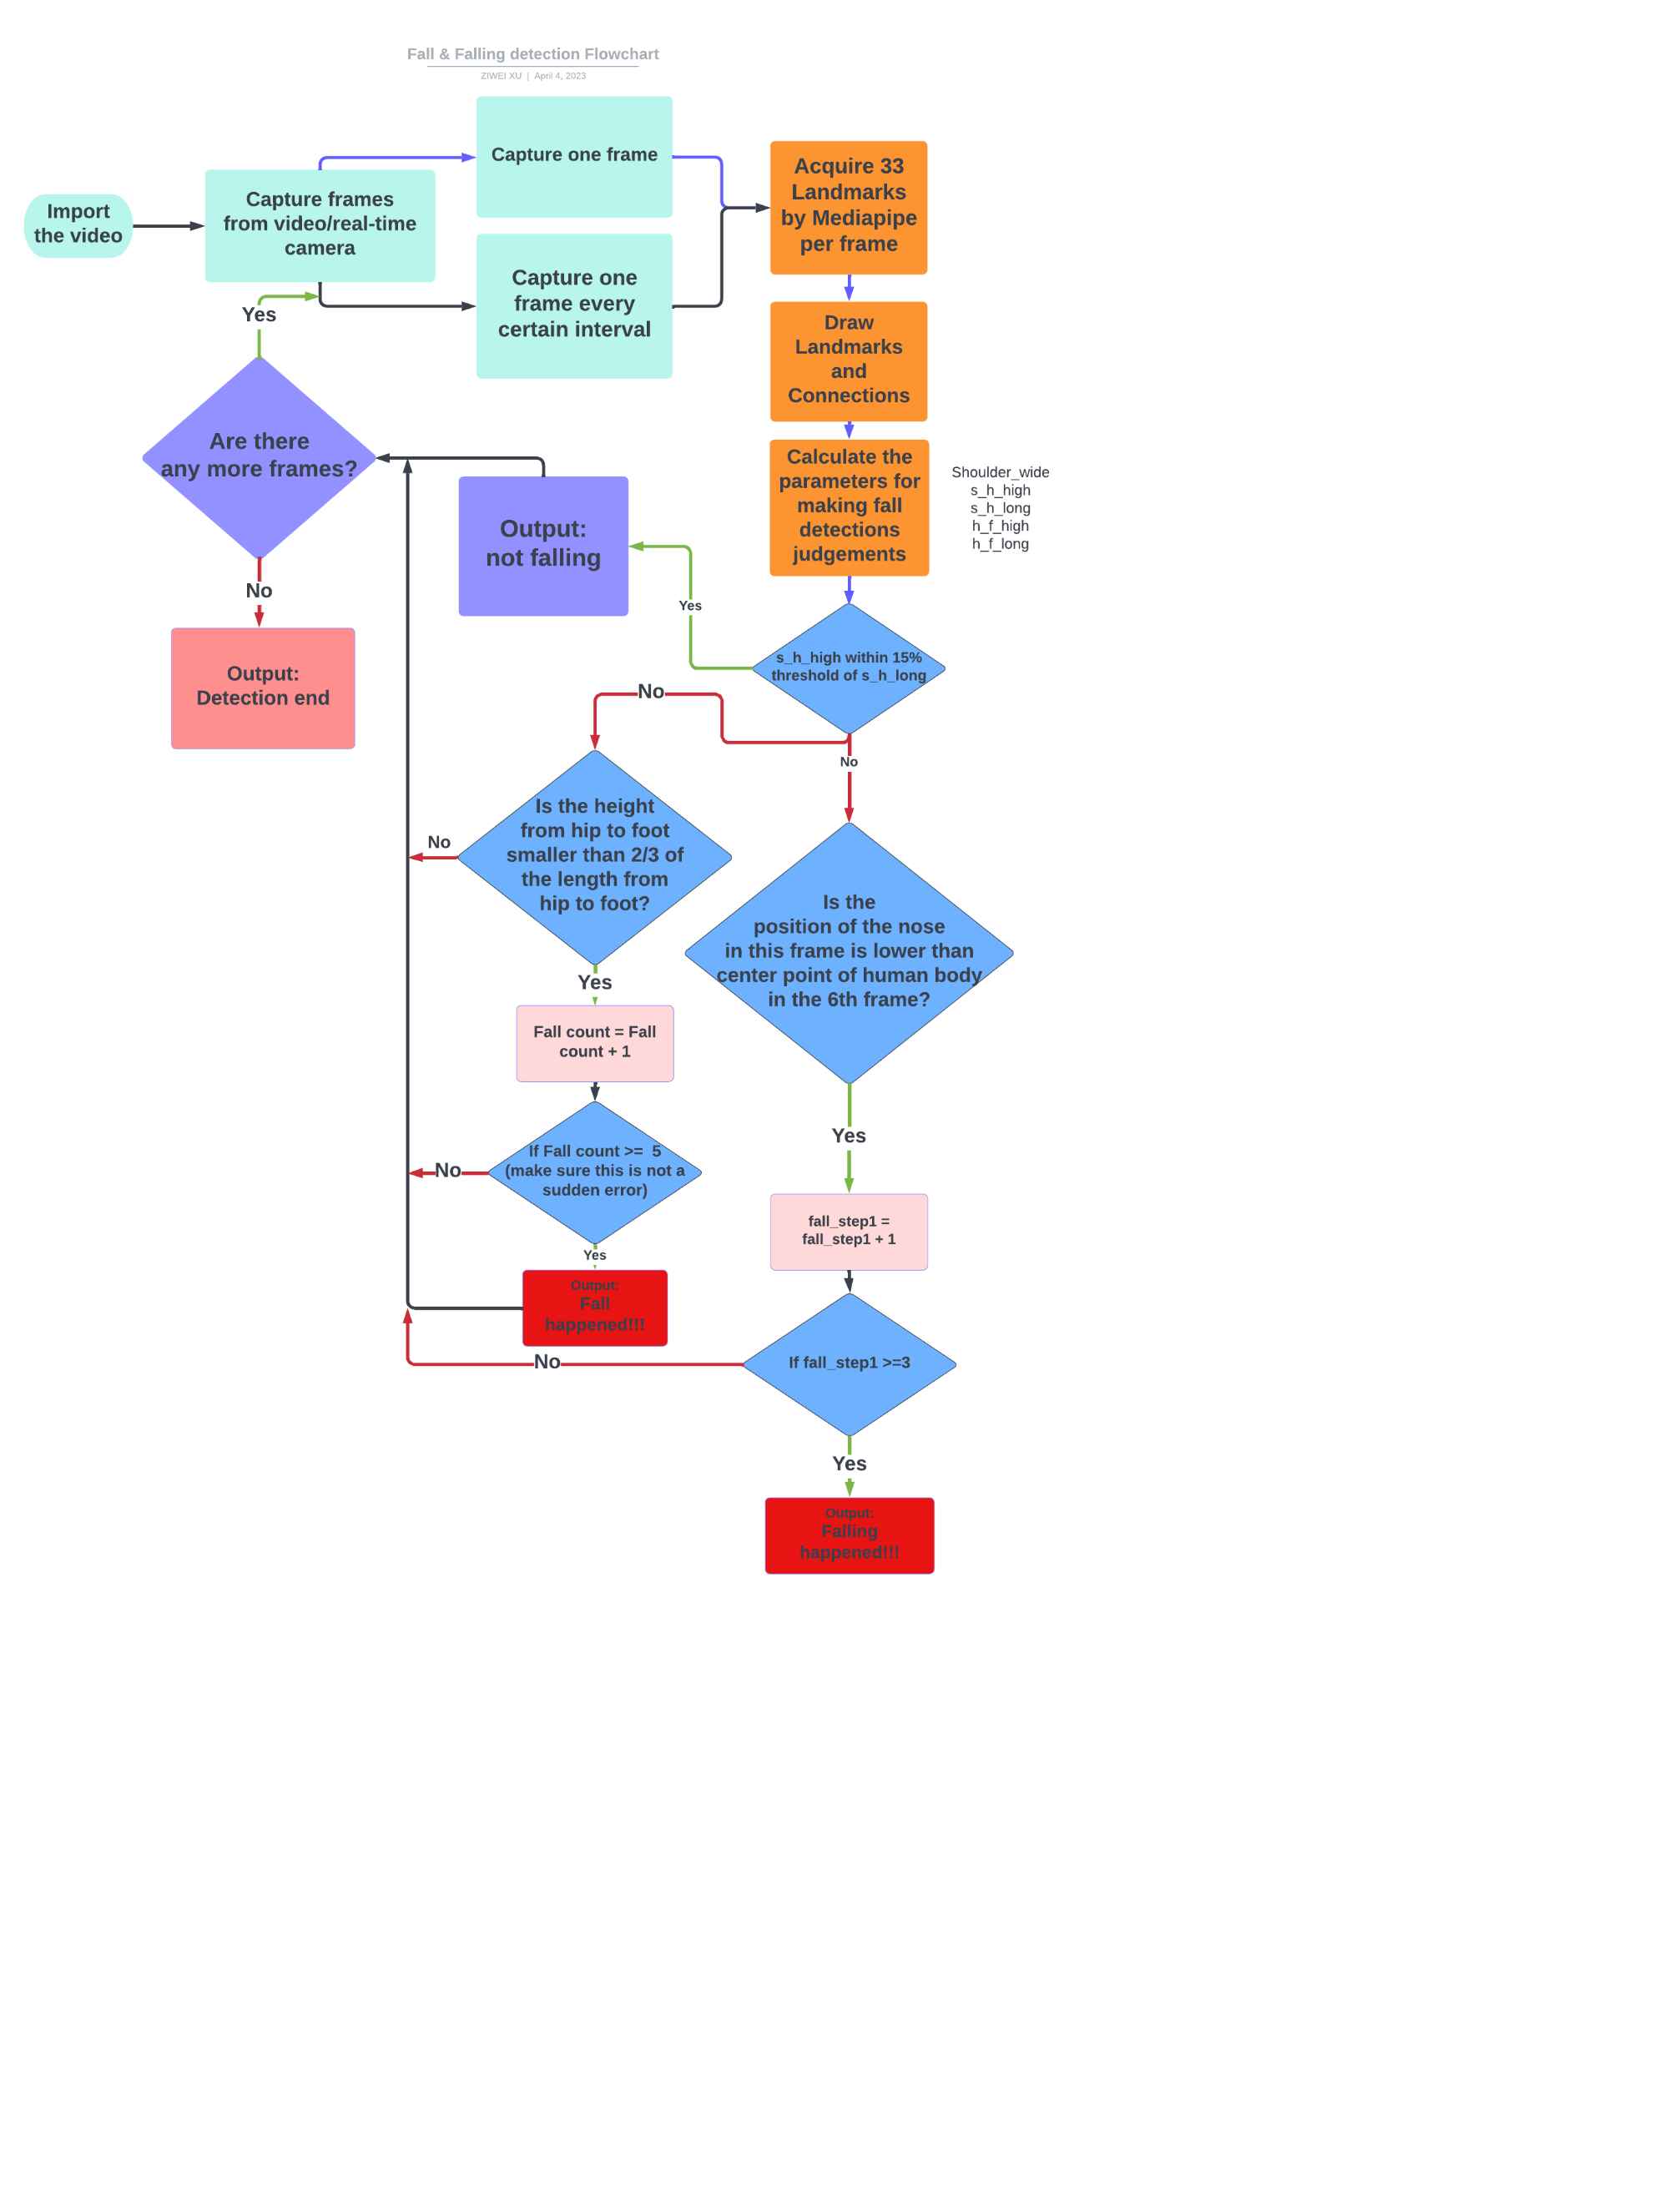 Fall & Falling detection Flowchart
ZIWEI XU | April 4, 2023
Import
the video
Capture frames
from video/real-time
camera
Capture one frame
Capture one
frame every
certain interval
Acquire 33
Landmarks
by Mediapipe
per frame
Draw
Landmarks
and
Connections
Calculate the
parameters for
making fall
detections
judgements
Shoulder_wide
s_h_high
s_h_long
h_f_high
h_f_long
Yes
Are there
any more frames?
No
Output:
Detection end
Output:
not falling
Yes
s_h_high within 15%
threshold of s_h_long
No
No
Is the height
from hip to foot
smaller than 2/3 of
the length from
hip to foot?
No
Yes
Fall count = Fall
count + 1
If Fall count >= 5
(make sure this is not a
sudden error)
No
Yes
Output:
Fall
happened!!!
Is the
position of the nose
in this frame is lower than
center point of human body
in the 6th frame?
Yes
fall_step1 =
fall_step1 + 1
If fall_step1 >=3
No
Yes
Output:
Falling
happened!!!